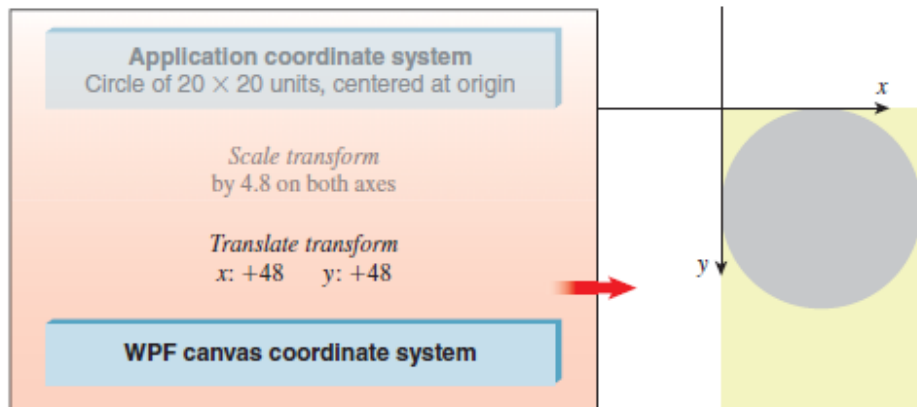 Application coordinate system
Circle of 20 × 20 units, centered at origin
Scale transform
by 4.8 on both axes
Translate transform
x: +48 y: +48
WPF canvas coordinate system
x
y